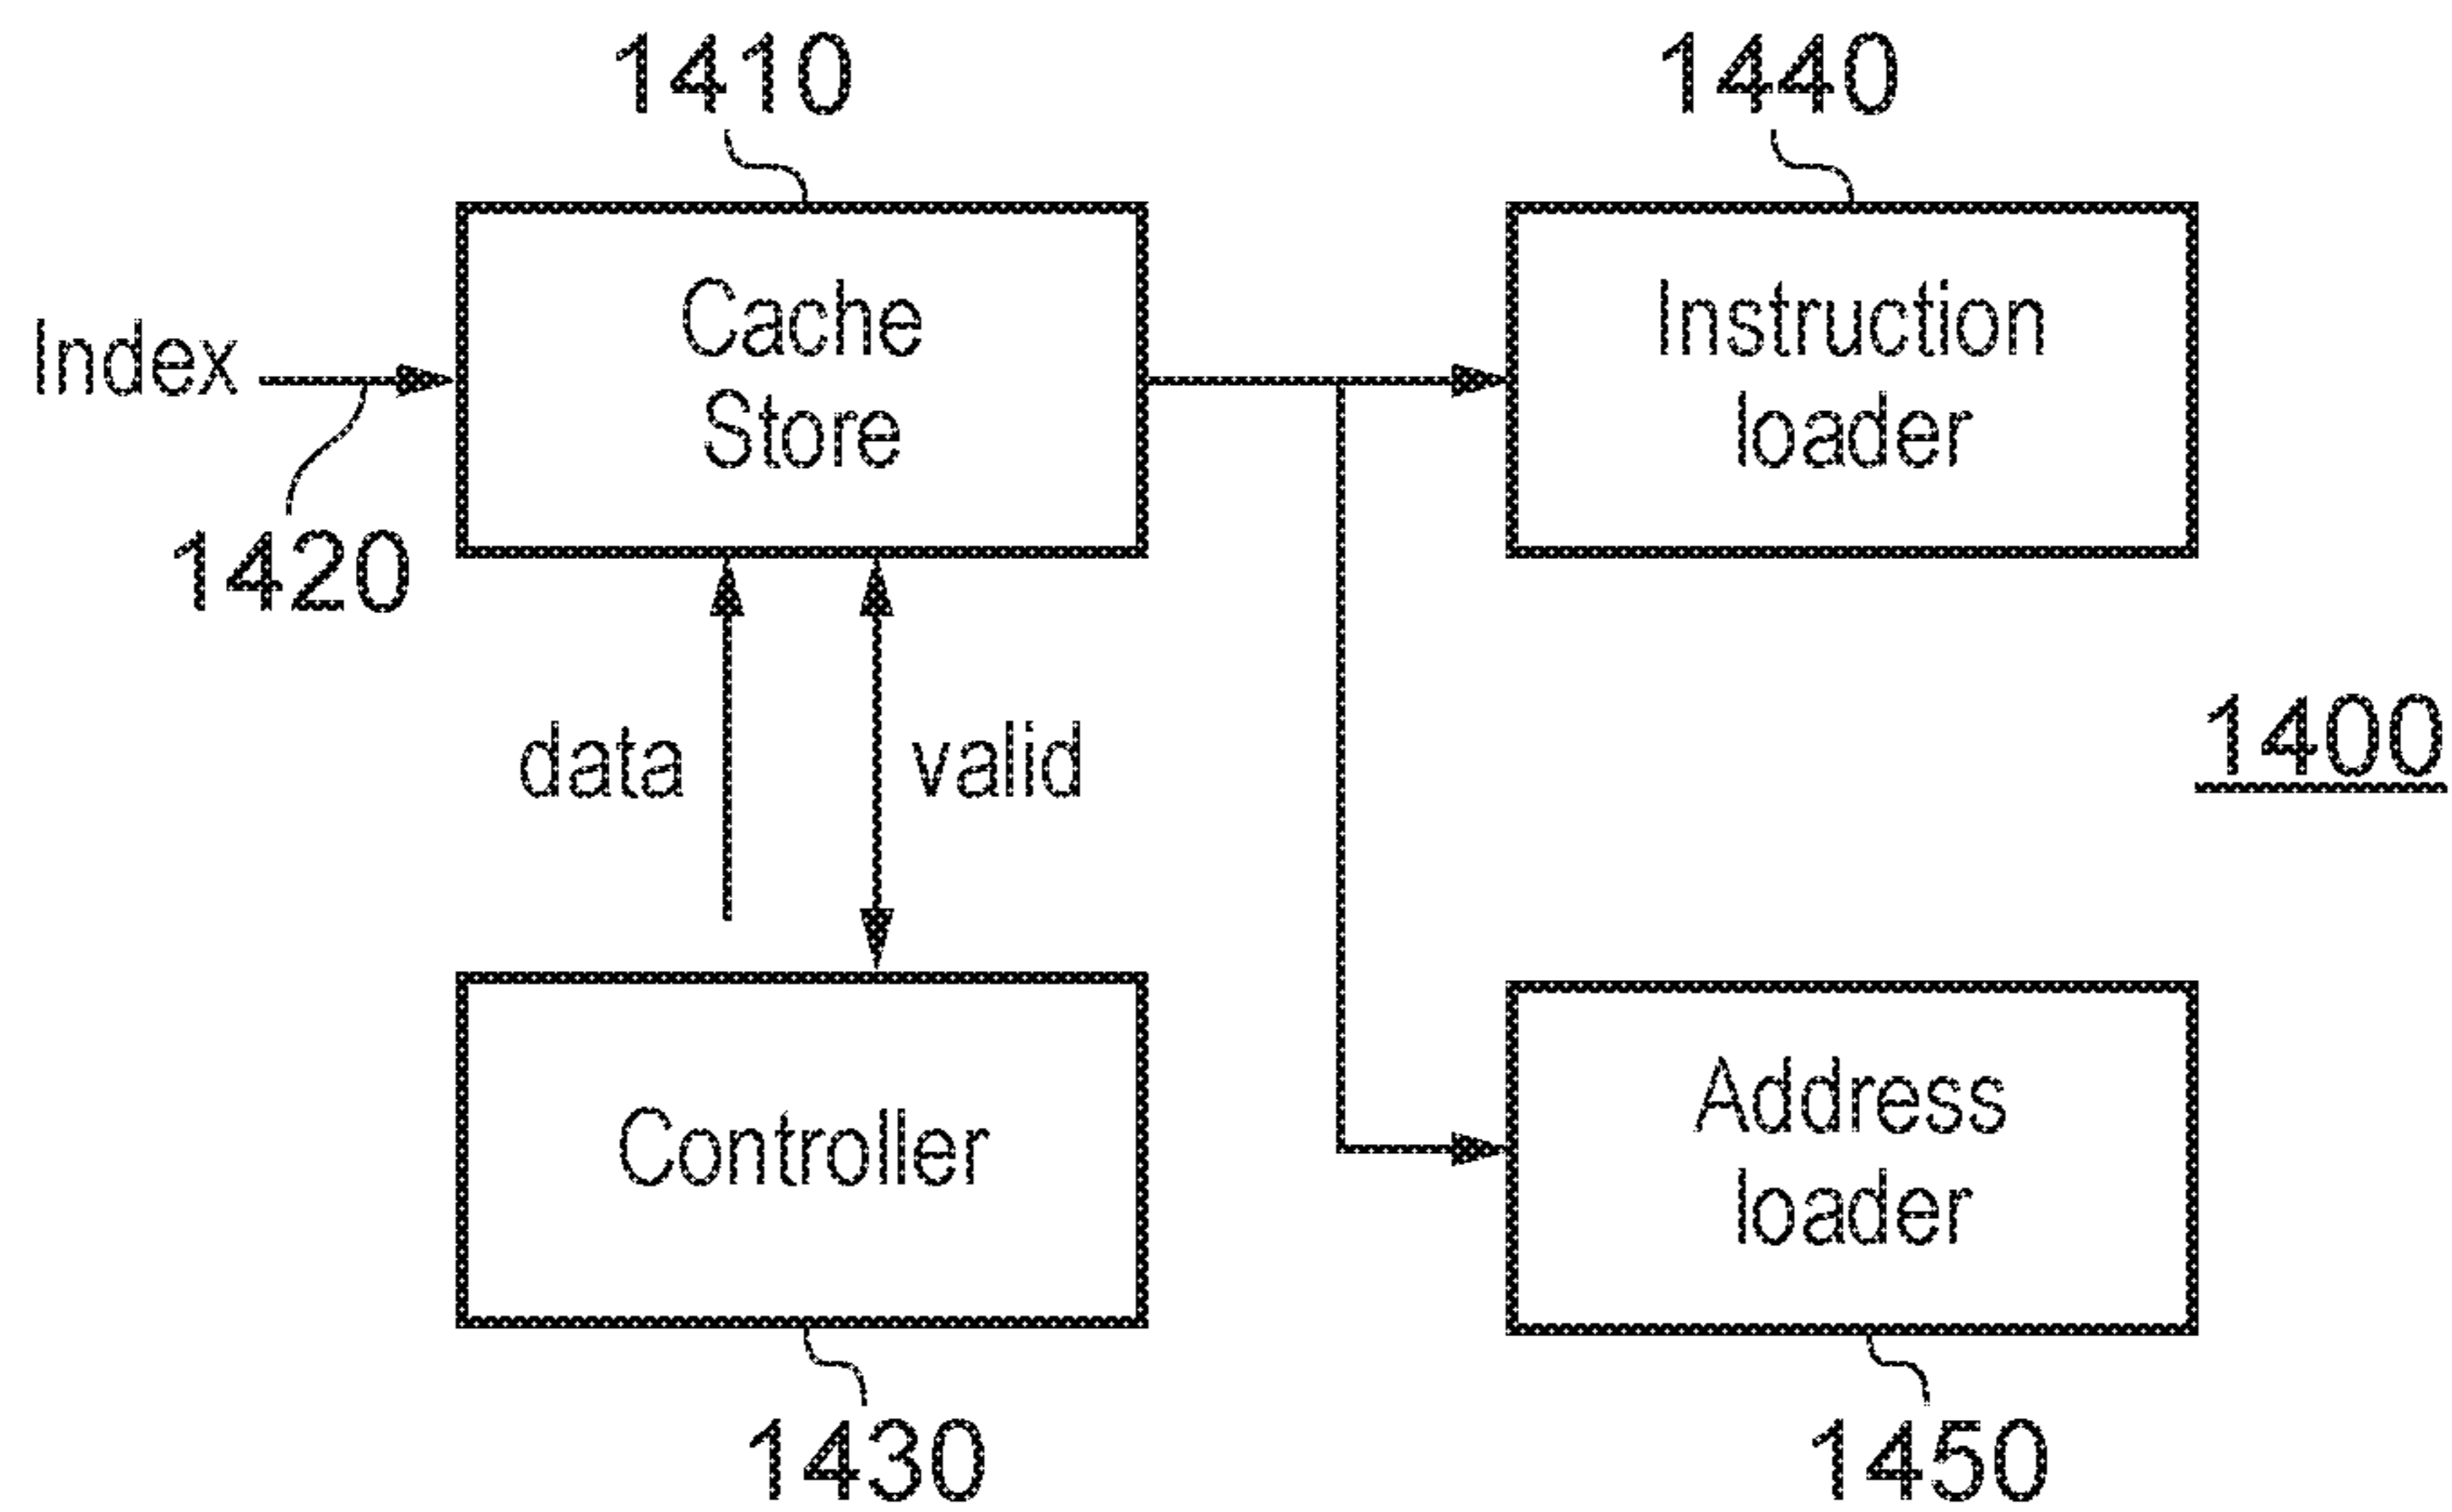 1410
1440
Index
Cache
Store
Instruction
loader
1420
data
valid
1400
Controller
Address
loader
1430
1450